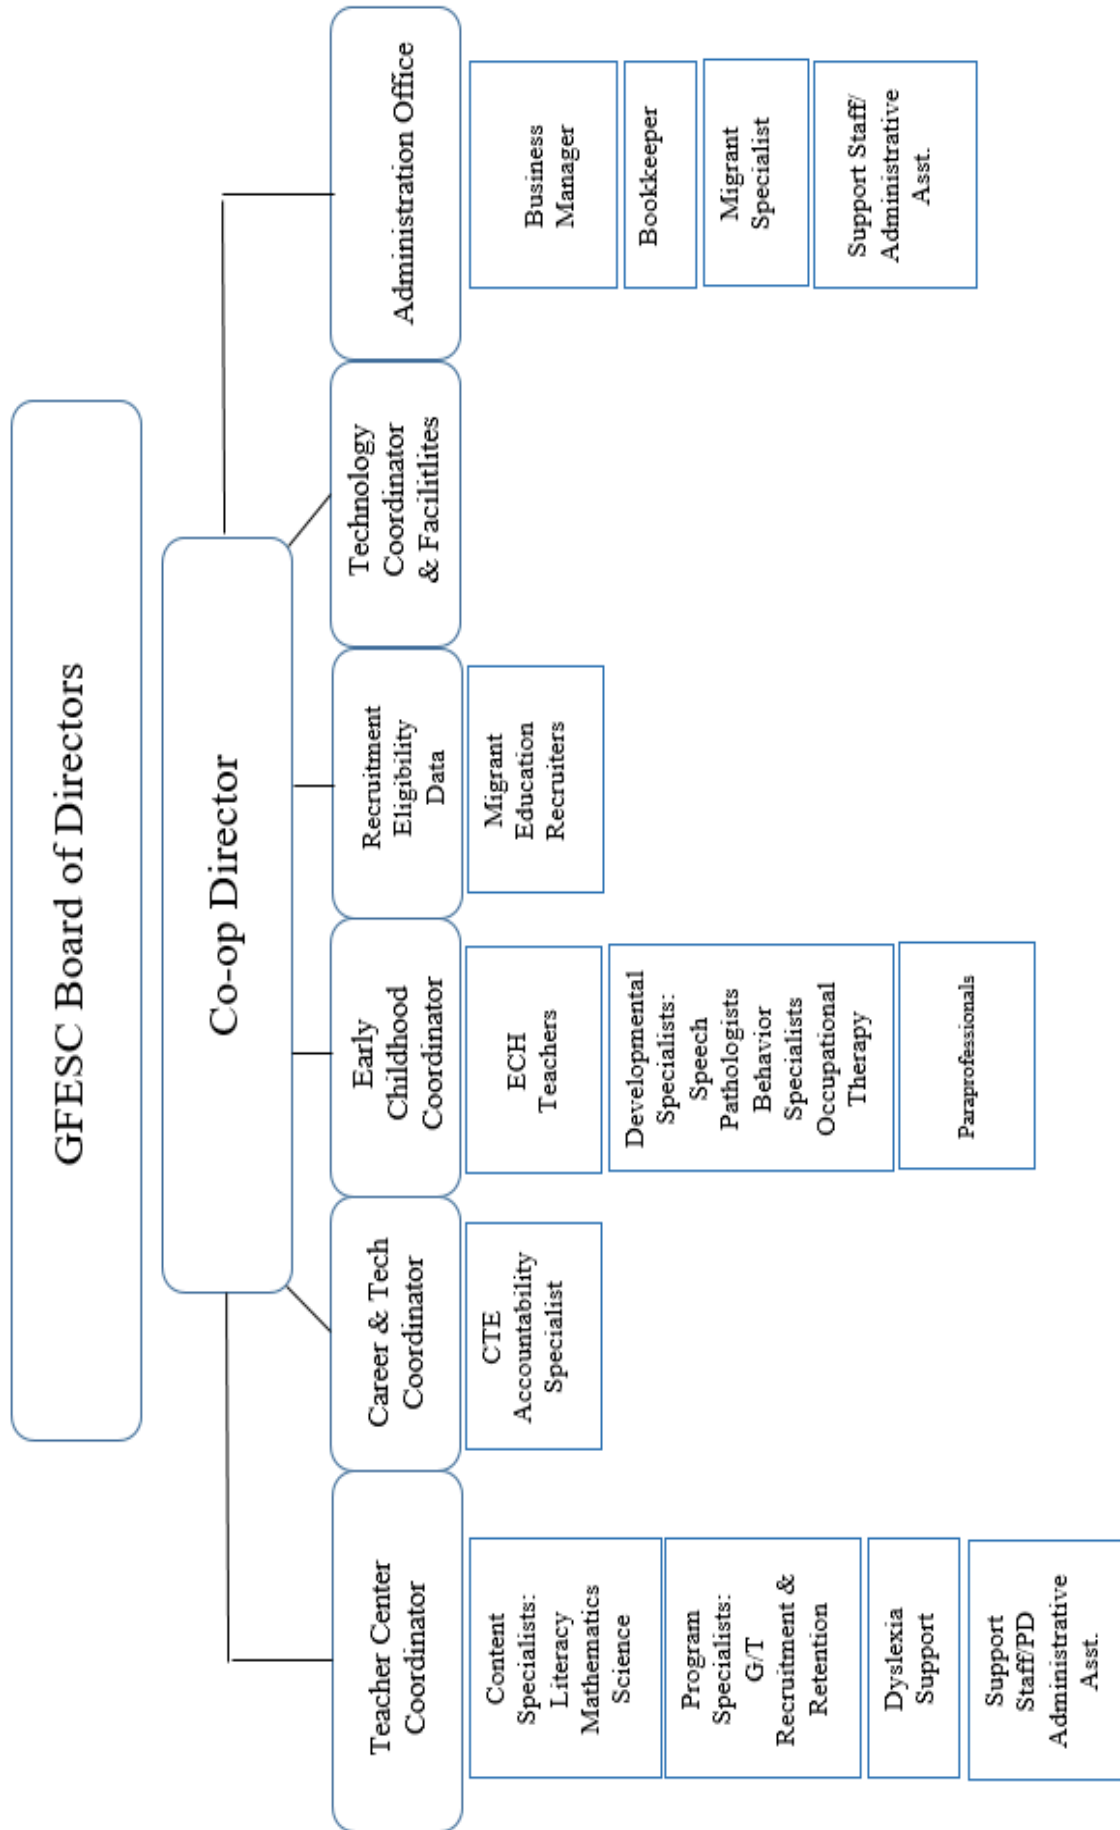 GFESC Board of Directors
Co-op Director
Teacher Center
Coordinator
Career & Tech
Coordinator
Early
Childhood
Coordinator
Recruitment
Eligibility
Data
Technology
Coordinator
& Facilitlites
Administration Office
Content
Specialists:
Literacy
Mathematics
Science
Program
Specialists:
G/T
Recruitment &
Retention
Dyslexia
Support
Support
Staff/PD
Administrative
Asst.
CTE
Accountability
Specialist
ECH
Teachers
Developmental
Specialists:
Speech
Pathologists
Behavior
Specialists
Occupational
Therapy
Paraprofessionals
Migrant
Education
Recruiters
Business
Manager
Bookkeeper
Migrant
Specialist
Support Staff/
Administrative
Asst.